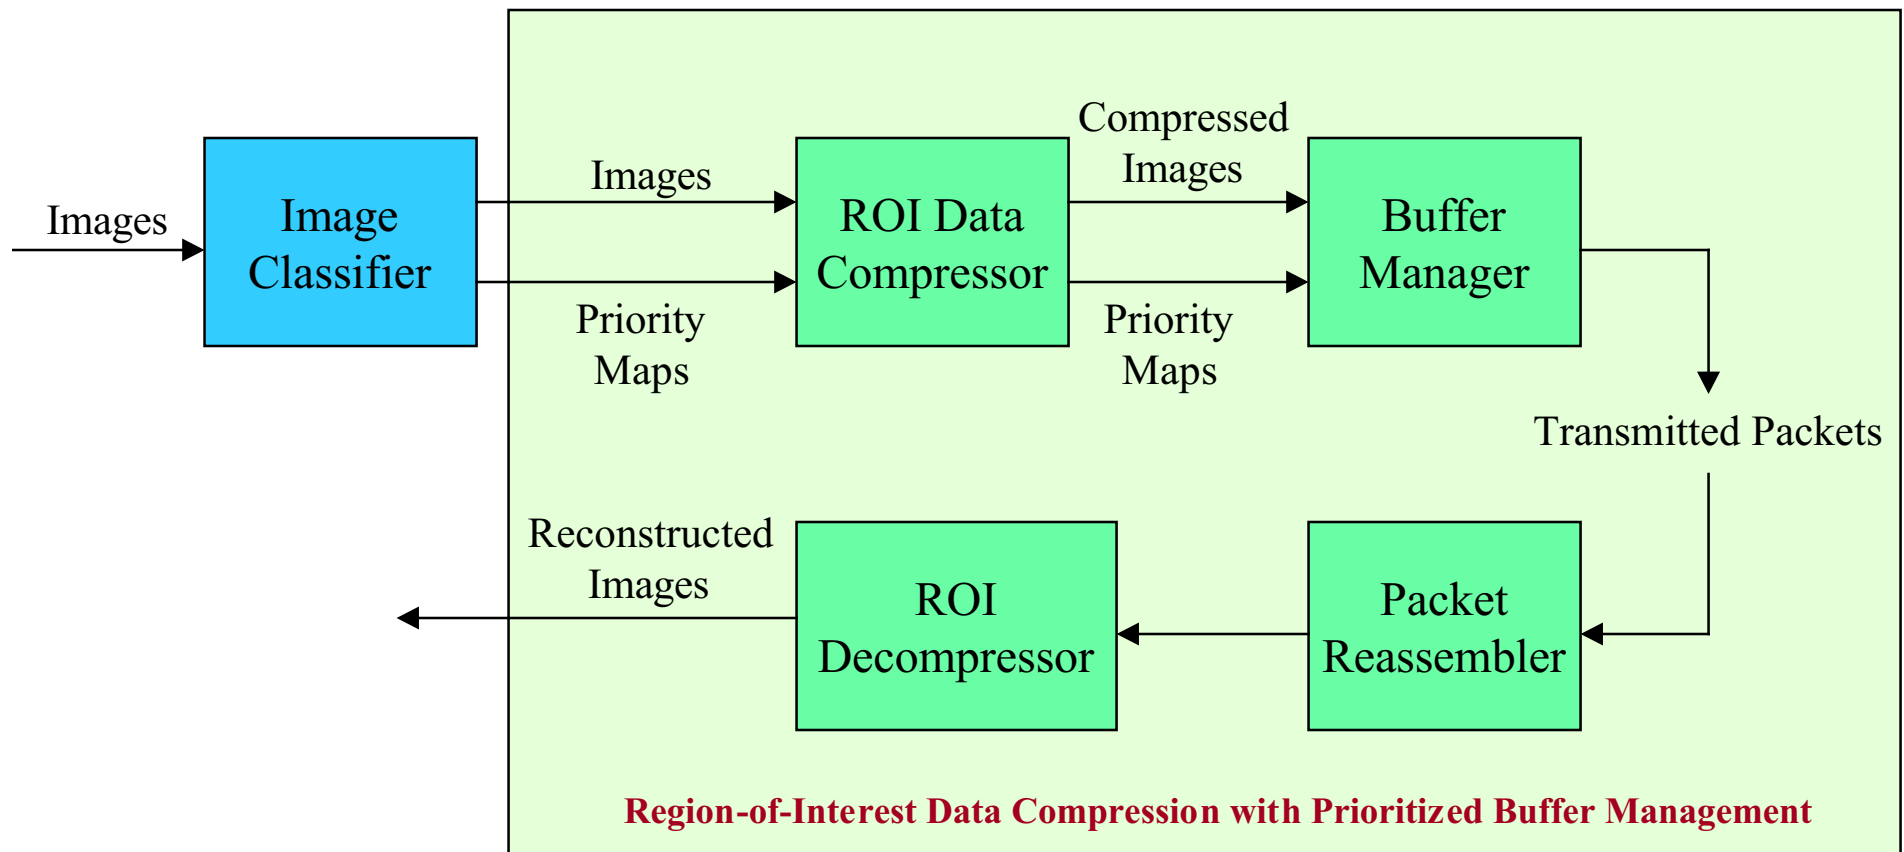 Images
Image
Classifier
Images
Priority
Maps
ROI Data
Compressor
Compressed
Images
Priority
Maps
Buffer
Manager
Transmitted Packets
Packet
Reassembler
ROI
Decompressor
Reconstructed
Images
Region-of-Interest Data Compression with Prioritized Buffer Management